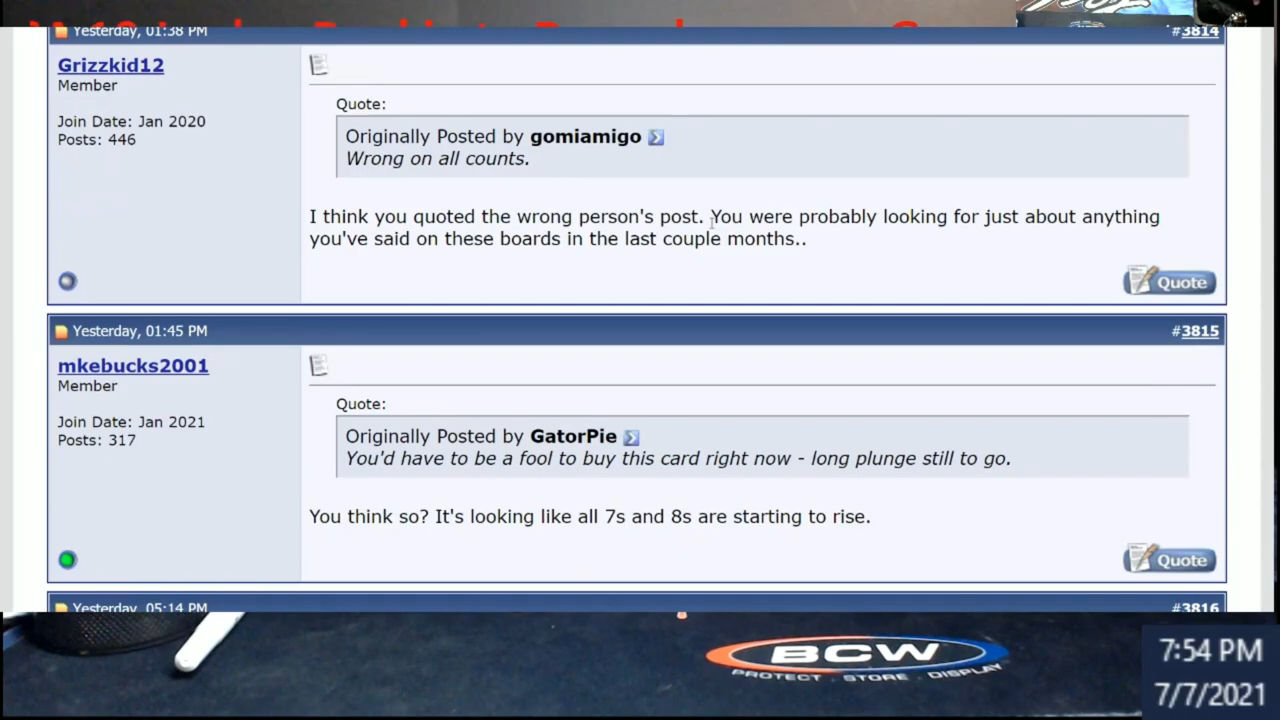 Yesterday, 01:38 PM
#3814
Grizzkid12
Member
Join Date: Jan 2020
Posts: 446
Quote:
Originally Posted by gomiamigo
Wrong on all counts.
I think you quoted the wrong person's post. You were probably looking for just about anything
you've said on these boards in the last couple months..
Quote
Yesterday, 01:45 PM
#3815
mkebucks2001
Member
Join Date: Jan 2021
Posts: 317
Quote:
Originally Posted by GatorPie
You'd have to be a fool to buy this card right now - long plunge still to go.
You think so? It's looking like all 7s and 8s are starting to rise.
Quote
Yesterday, 05:14 PM
#3816
BCW
PROTECT · STORE · DISPLAY
7:54 PM
7/7/2021